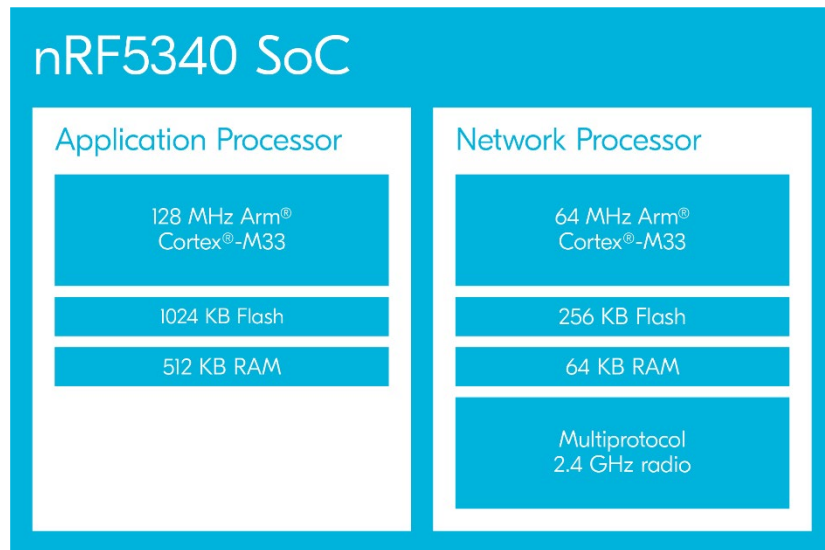 nRF5340 SoC
Application Processor
128 MHz Arm®
Cortex®-M33
1024 KB Flash
512 KB RAM
Network Processor
64 MHz Arm®
Cortex®-M33
256 KB Flash
64 KB RAM
Multiprotocol
2.4 GHz radio